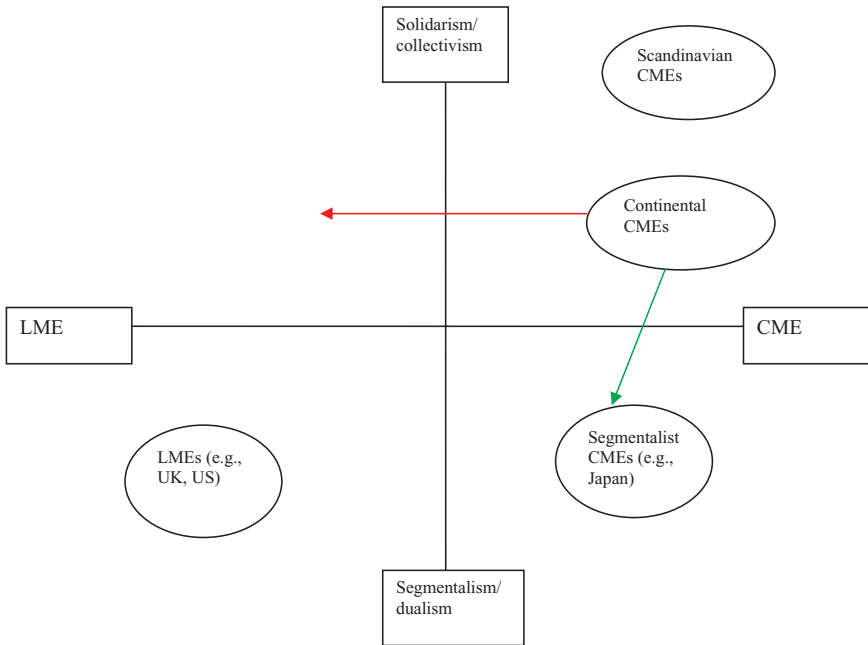 Solidarism/
collectivism
Scandinavian
CMEs
Continental
CMEs
LME
CME
LMEs (e.g.,
UK, US)
Segmentalist
CMEs (e.g.,
Japan)
Segmentalism/
dualism